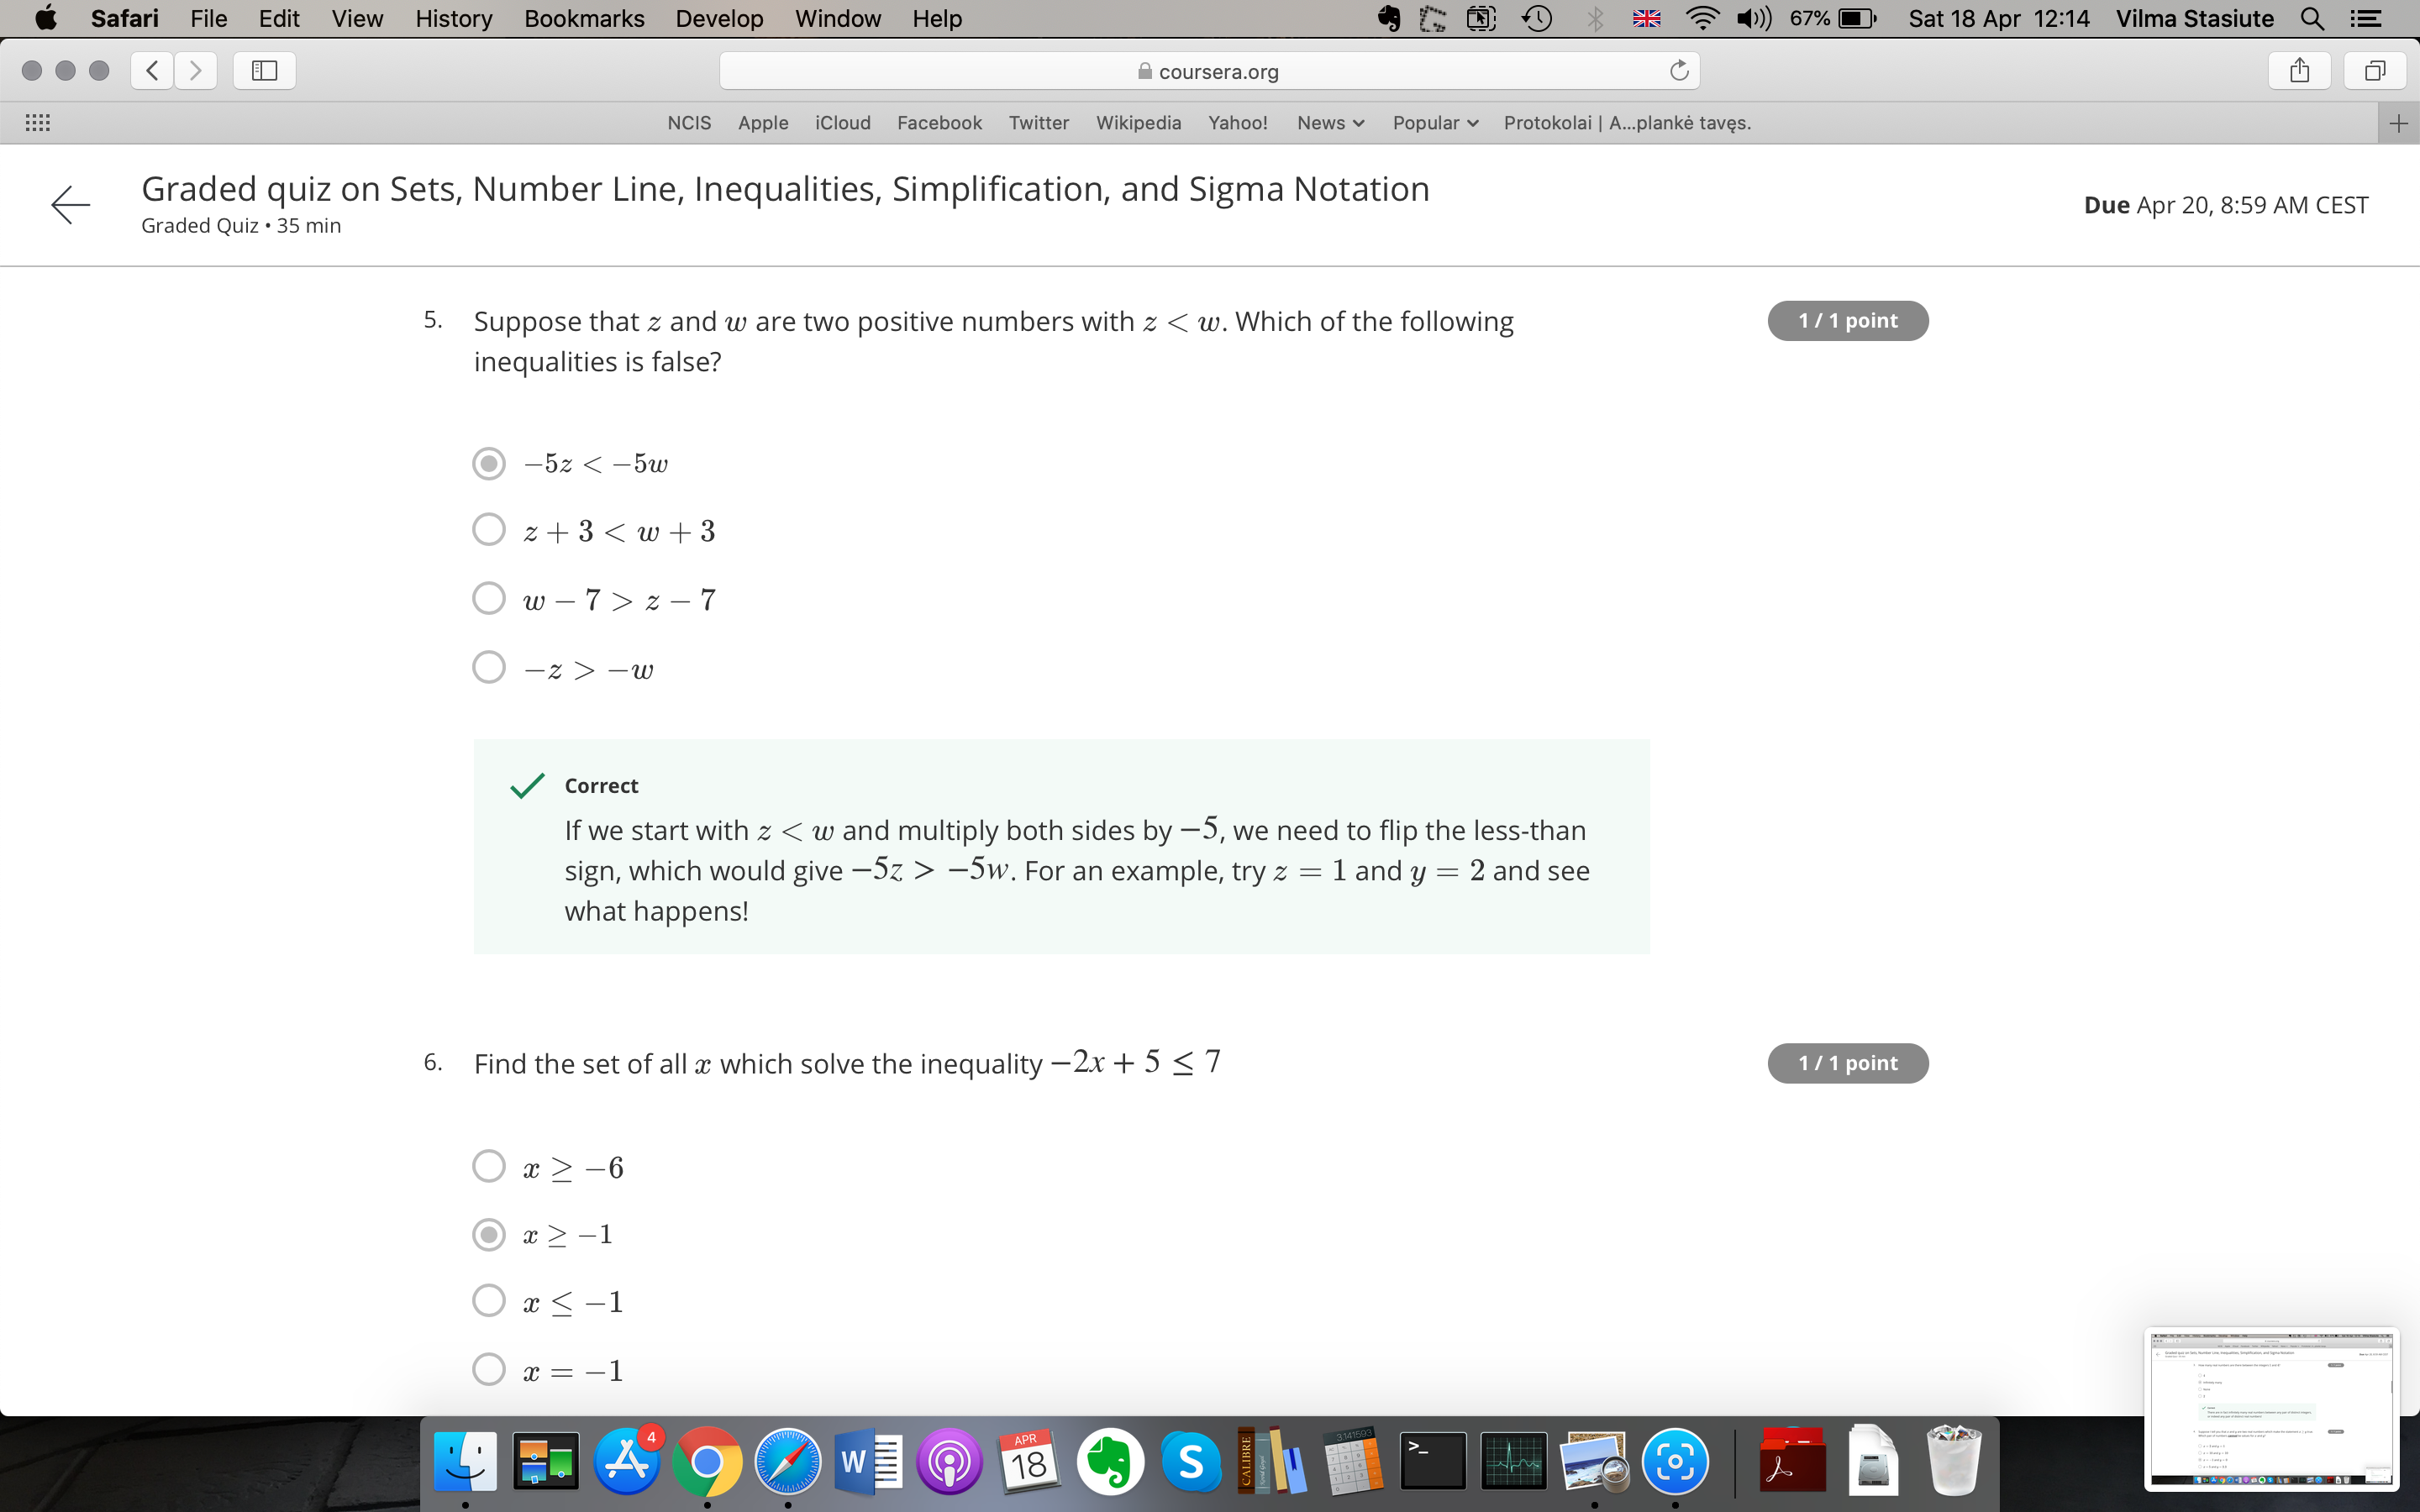 Safari File Edit View History Bookmarks Develop Window Help 67% Sat 18 Apr 12:14 Vilma Stasiute
coursera.org
NCIS Apple iCloud Facebook Twitter Wikipedia Yahoo! News Popular Protokolai | A...plankė tavęs.
Graded quiz on Sets, Number Line, Inequalities, Simplification, and Sigma Notation
Graded Quiz • 35 min
Due Apr 20, 8:59 AM CEST
5. Suppose that z and w are two positive numbers with z < w. Which of the following
inequalities is false?
1 / 1 point
−5z < −5w
z + 3 < w + 3
w − 7 > z − 7
−z > −w
Correct
If we start with z < w and multiply both sides by −5, we need to flip the less-than
sign, which would give −5z > −5w. For an example, try z = 1 and y = 2 and see
what happens!
6. Find the set of all x which solve the inequality −2x + 5 ≤ 7
1 / 1 point
x ≥ −6
x ≥ −1
x ≤ −1
x = −1
4
W
APR
18
S
CALIBRE
3.141593
>_